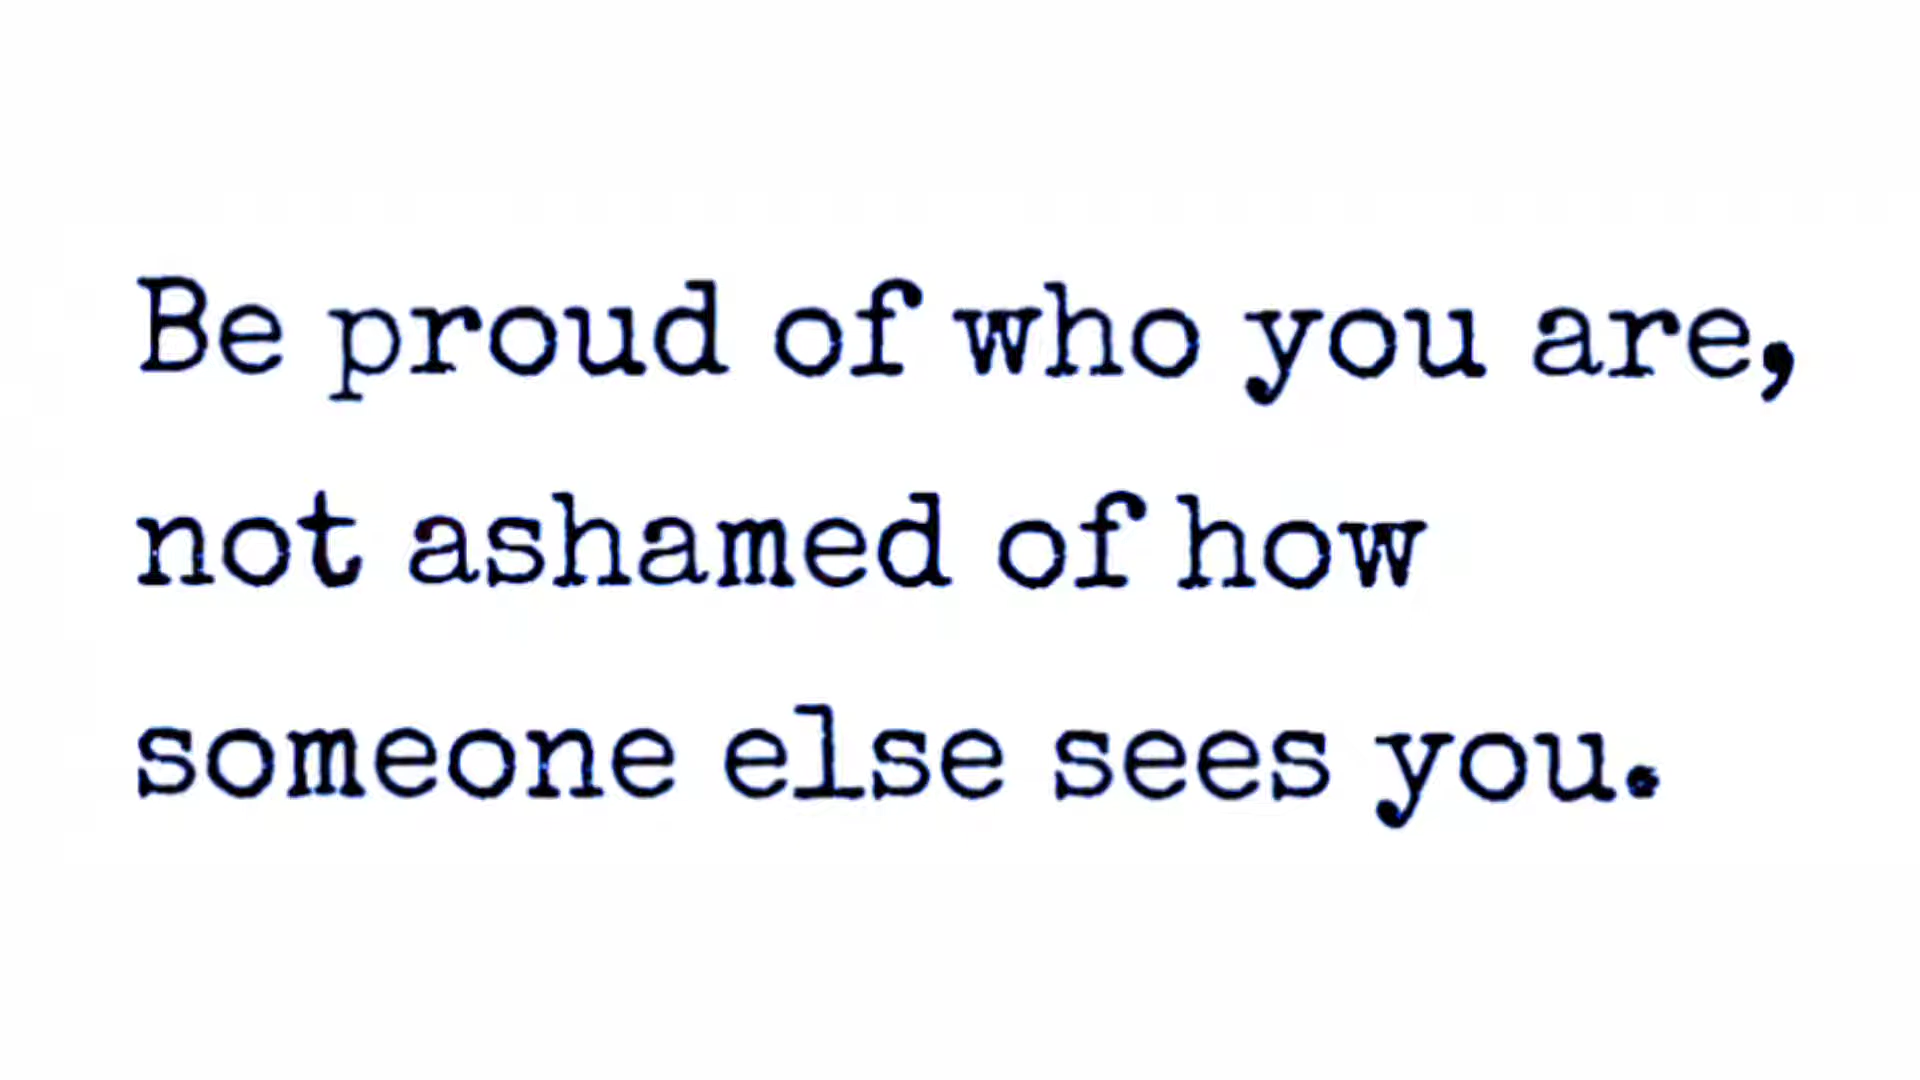 Be proud of who you are,
not ashamed of how
someone else sees you.